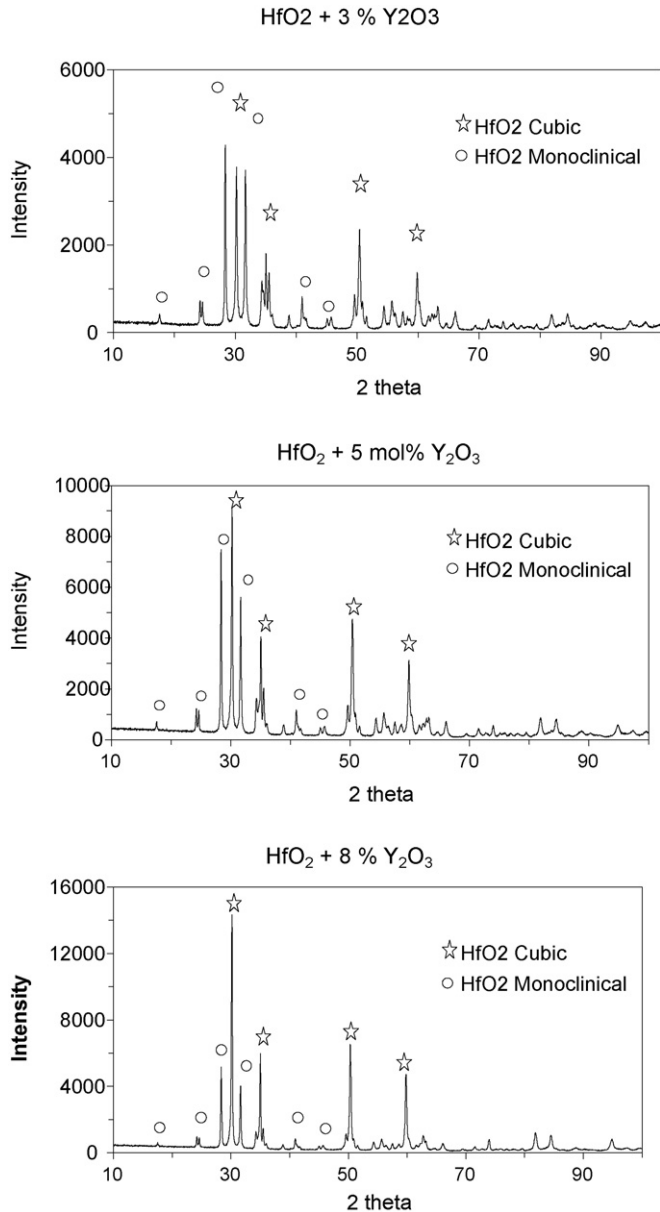 HfO2 + 3 % Y2O3
6000
4000
2000
0
Intensity
☆ HfO2 Cubic
○ HfO2 Monoclinical
10 30 50 70 90
2 theta
HfO₂ + 5 mol% Y₂O₃
10000
8000
6000
4000
2000
0
Intensity
☆ HfO2 Cubic
○ HfO2 Monoclinical
10 30 50 70 90
2 theta
HfO₂ + 8 % Y₂O₃
16000
12000
8000
4000
0
Intensity
☆ HfO2 Cubic
○ HfO2 Monoclinical
10 30 50 70 90
2 theta